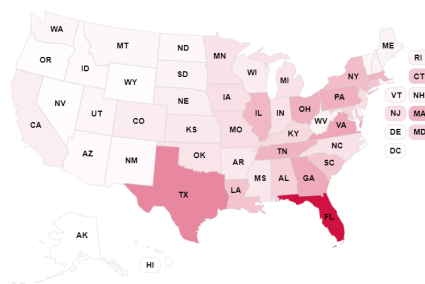 WA
MT
ND
MN
ME
OR
ID
SD
WI
MI
NY
RI
WY
CT
NV
NE
IA
PA
VT
NH
UT
CO
IL
IN
OH
NJ
MA
CA
KS
MO
KY
WV
VA
DE
MD
AZ
NM
OK
AR
TN
NC
DC
SC
TX
LA
MS
AL
GA
FL
AK
HI